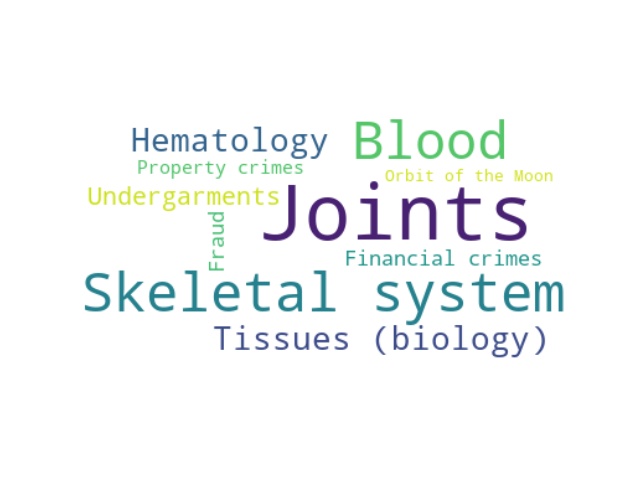 Hematology
Blood
Property crimes
Orbit of the Moon
Undergarments
Joints
Fraud
Financial crimes
Skeletal system
Tissues (biology)